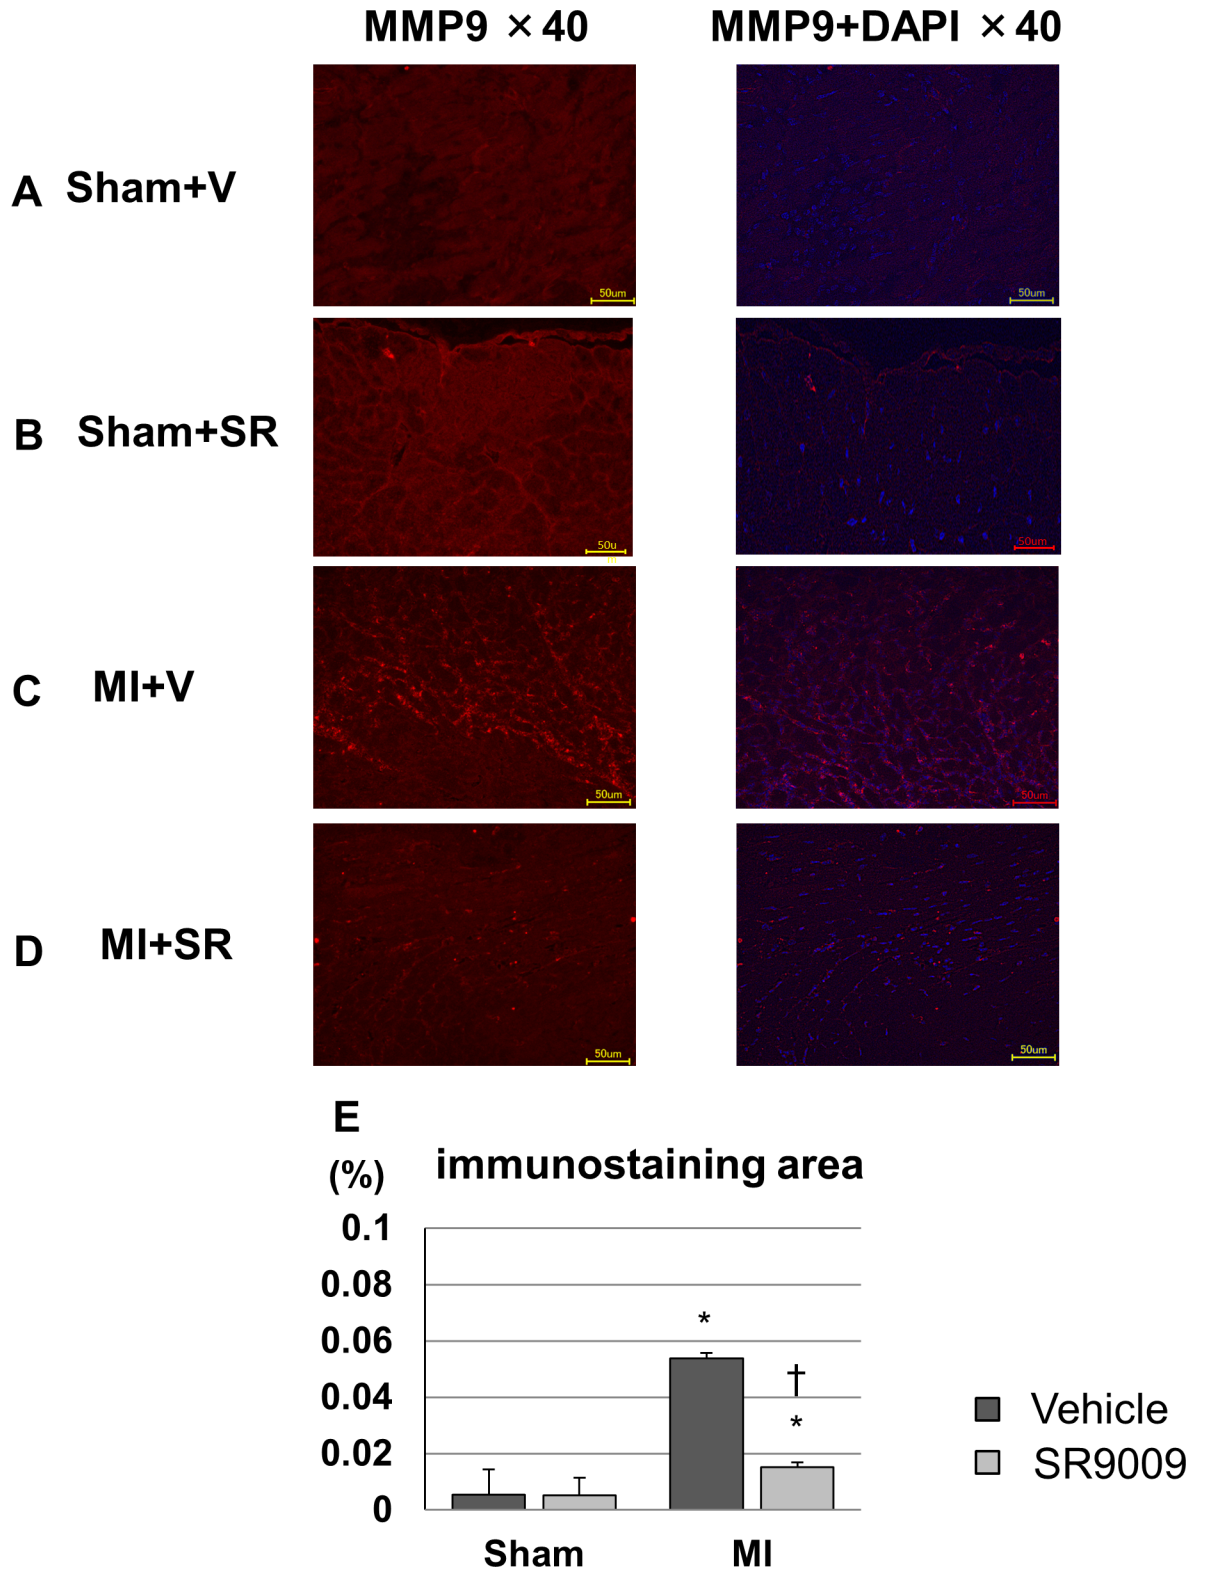 MMP9 ×40 MMP9+DAPI ×40
A Sham+V
50um 50um
B Sham+SR
50u
m
50um
C MI+V
50um 50um
D MI+SR
50um 50um
E
(%) immunostaining area
0.1
0.08
0.06
0.04
0.02
0
*
†
*
Sham MI
Vehicle
SR9009